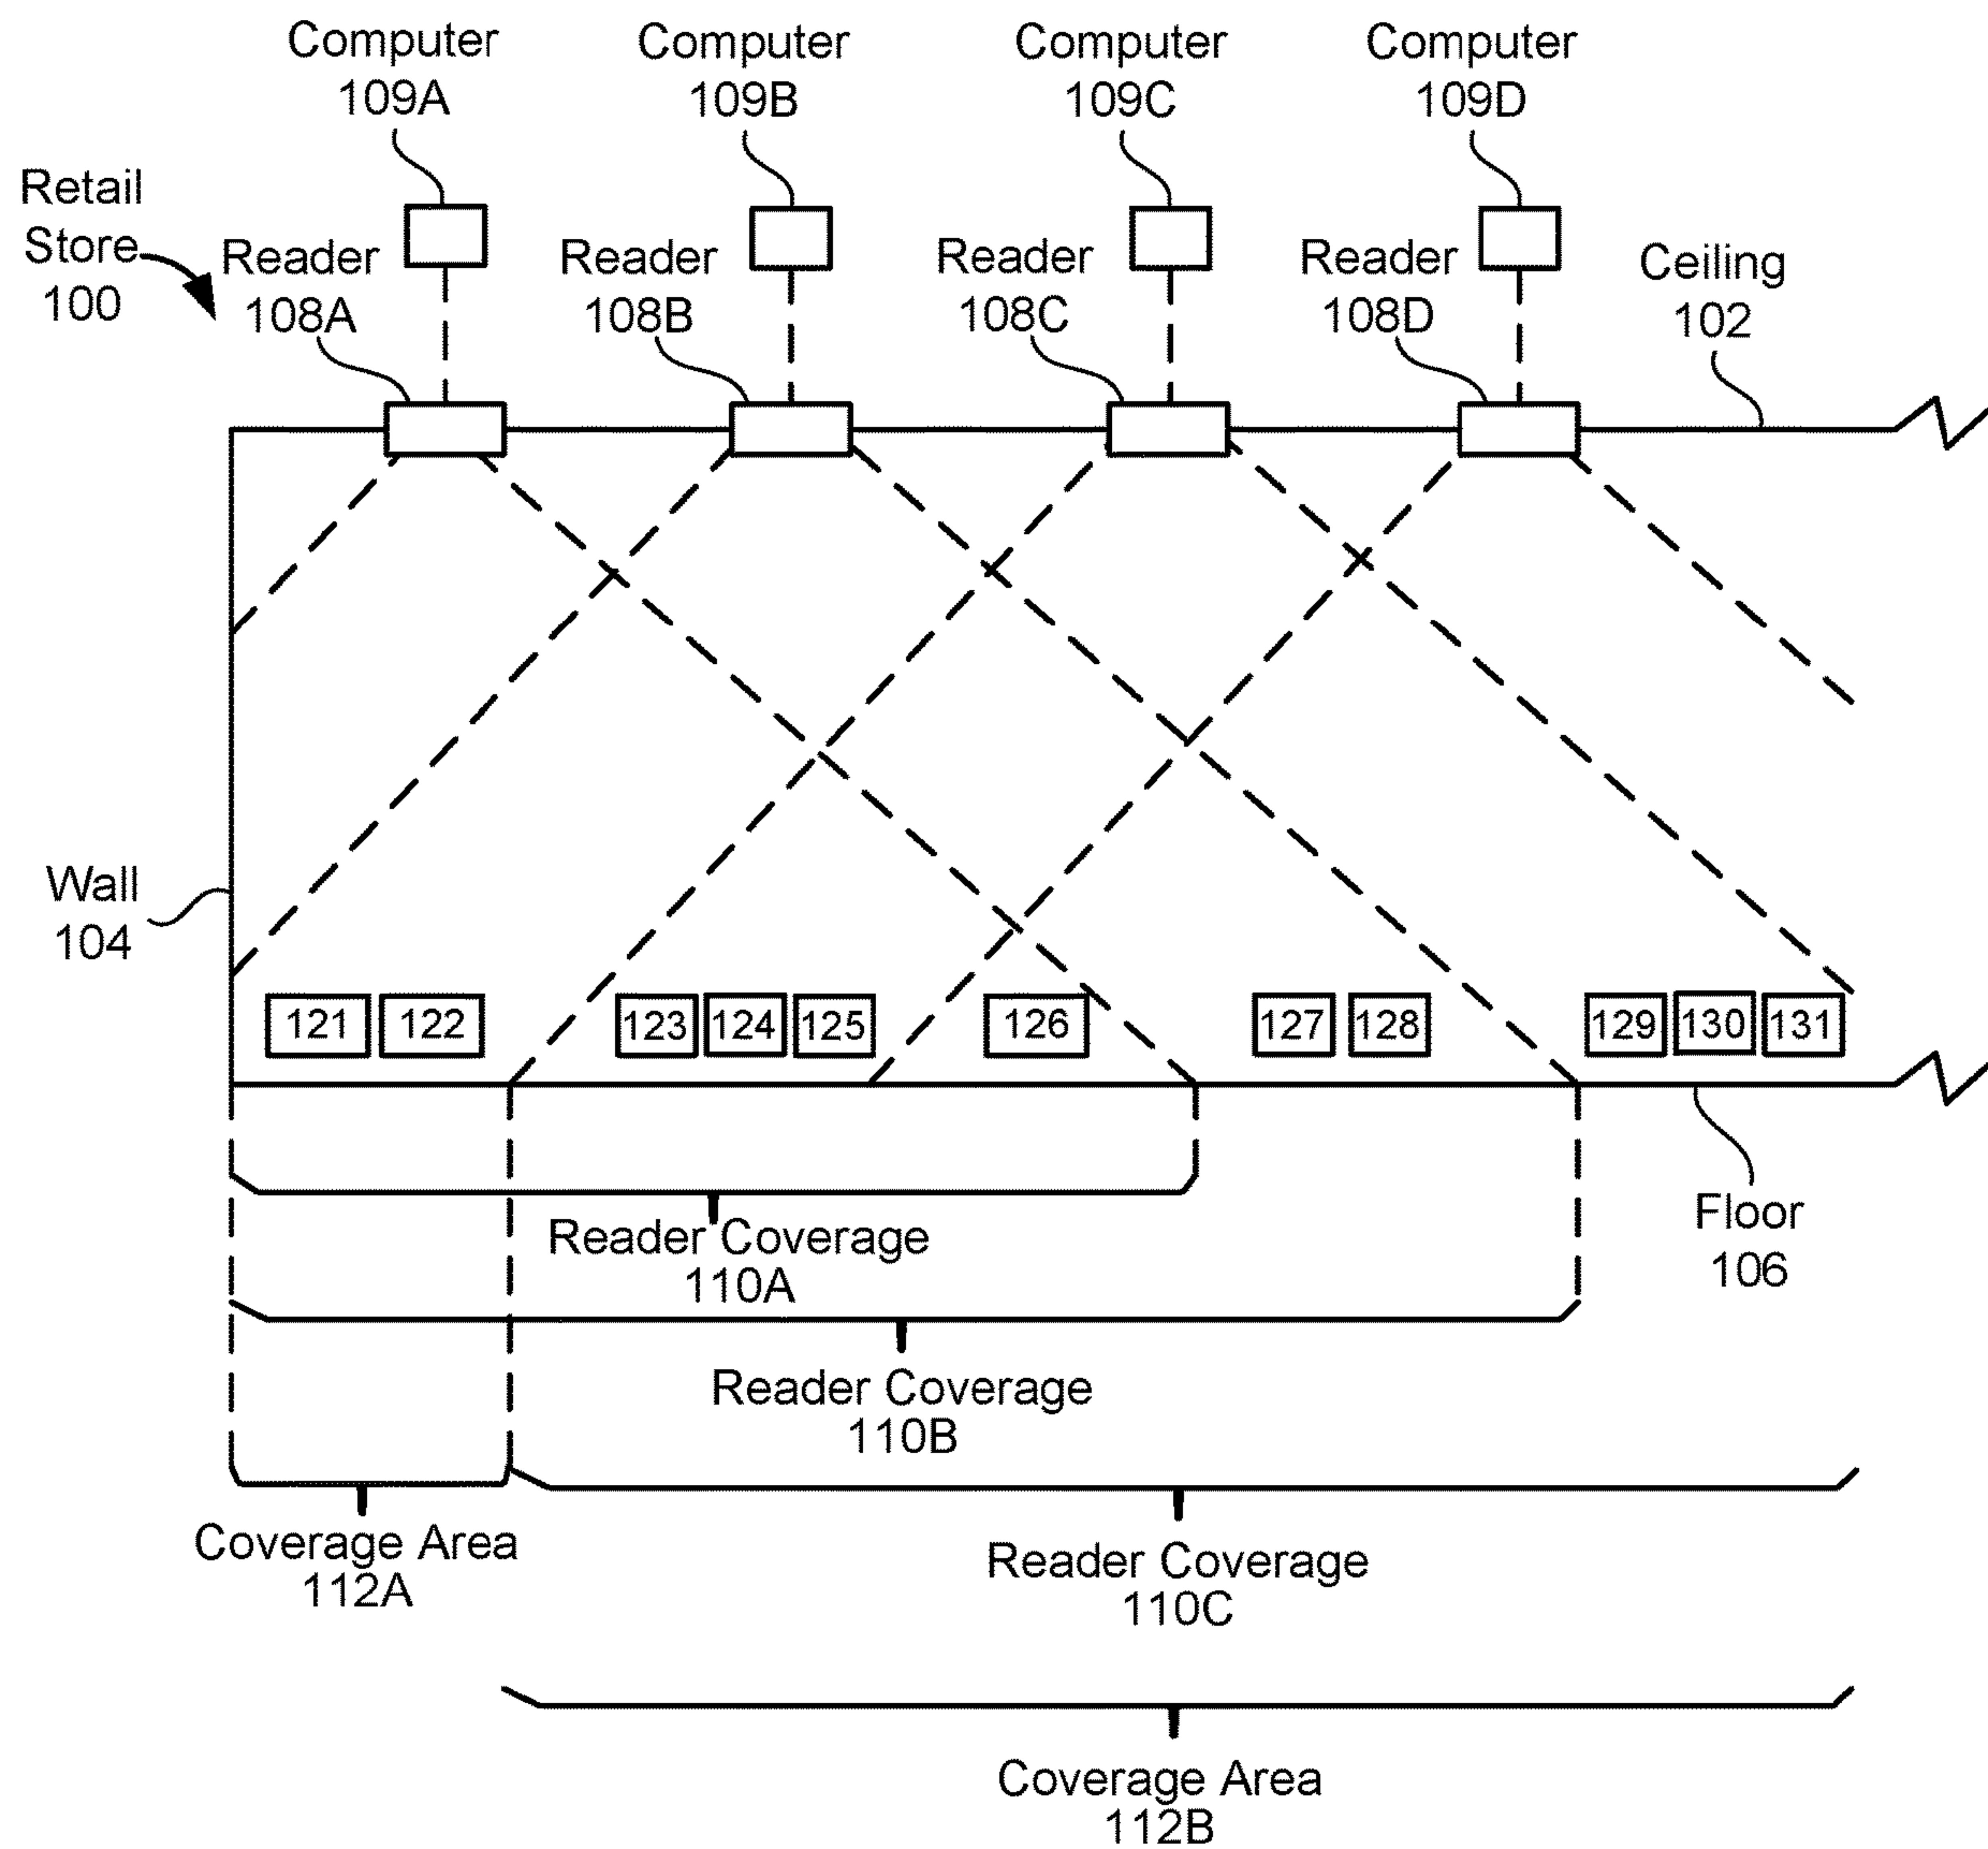 Computer
109A
Computer
109B
Computer
109C
Computer
109D
Retail
Store
100
Reader
108A
Reader
108B
Reader
108C
Reader
108D
Ceiling
102
Wall
104
121
122
123
124
125
126
127
128
129
130
131
Reader Coverage
110A
Floor
106
Reader Coverage
110B
Coverage Area
112A
Reader Coverage
110C
Coverage Area
112B